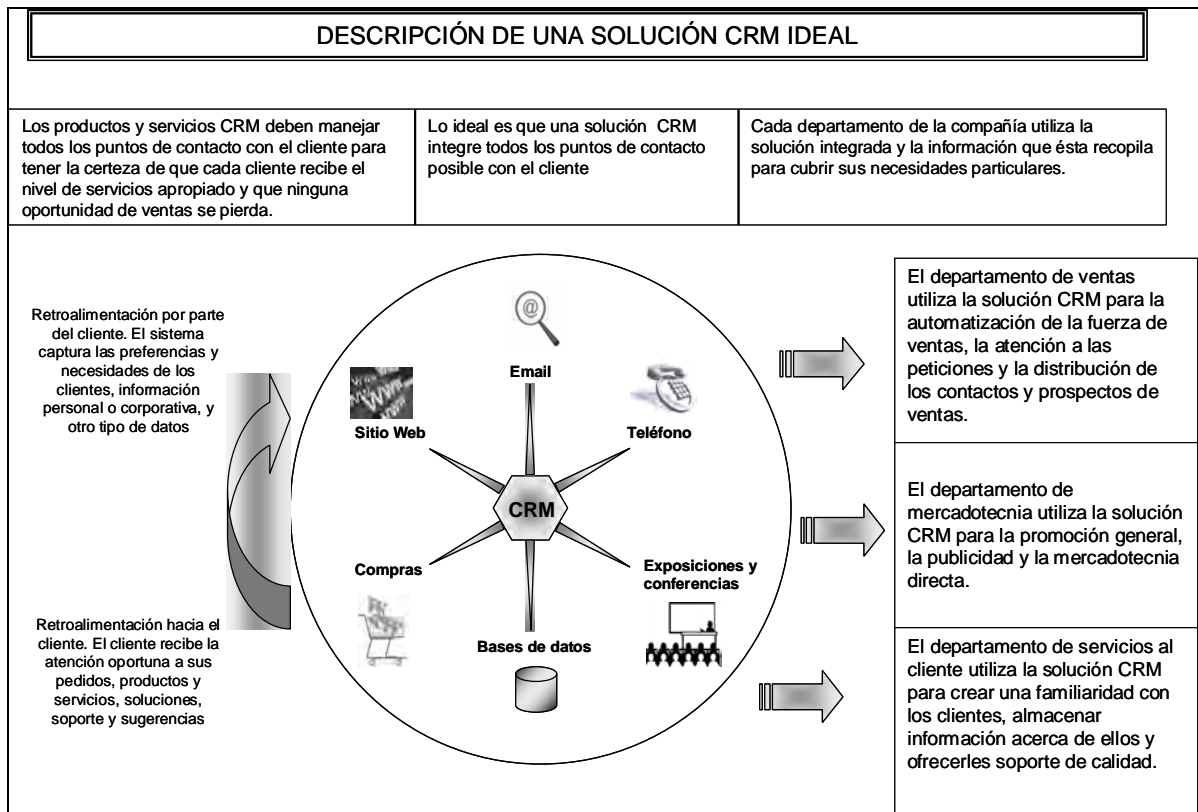 DESCRIPCIÓN DE UNA SOLUCIÓN CRM IDEAL
Los productos y servicios CRM deben manejar
todos los puntos de contacto con el cliente para
tener la certeza de que cada cliente recibe el
nivel de servicios apropiado y que ninguna
oportunidad de ventas se pierda.
Lo ideal es que una solución CRM
integre todos los puntos de contacto
posible con el cliente
Cada departamento de la compañía utiliza la
solución integrada y la información que ésta recopila
para cubrir sus necesidades particulares.
Retroalimentación por parte
del cliente. El sistema
captura las preferencias y
necesidades de los
clientes, información
personal o corporativa, y
otro tipo de datos
Retroalimentación hacia el
cliente. El cliente recibe la
atención oportuna a sus
pedidos, productos y
servicios, soluciones,
soporte y sugerencias
@
Email
www
Sitio Web
Teléfono
CRM
Compras
Exposiciones y
conferencias
Bases de datos
El departamento de ventas
utiliza la solución CRM para la
automatización de la fuerza de
ventas, la atención a las
peticiones y la distribución de
los contactos y prospectos de
ventas.
El departamento de
mercadotecnia utiliza la solución
CRM para la promoción general,
la publicidad y la mercadotecnia
directa.
El departamento de servicios al
cliente utiliza la solución CRM
para crear una familiaridad con
los clientes, almacenar
información acerca de ellos y
ofrecerles soporte de calidad.